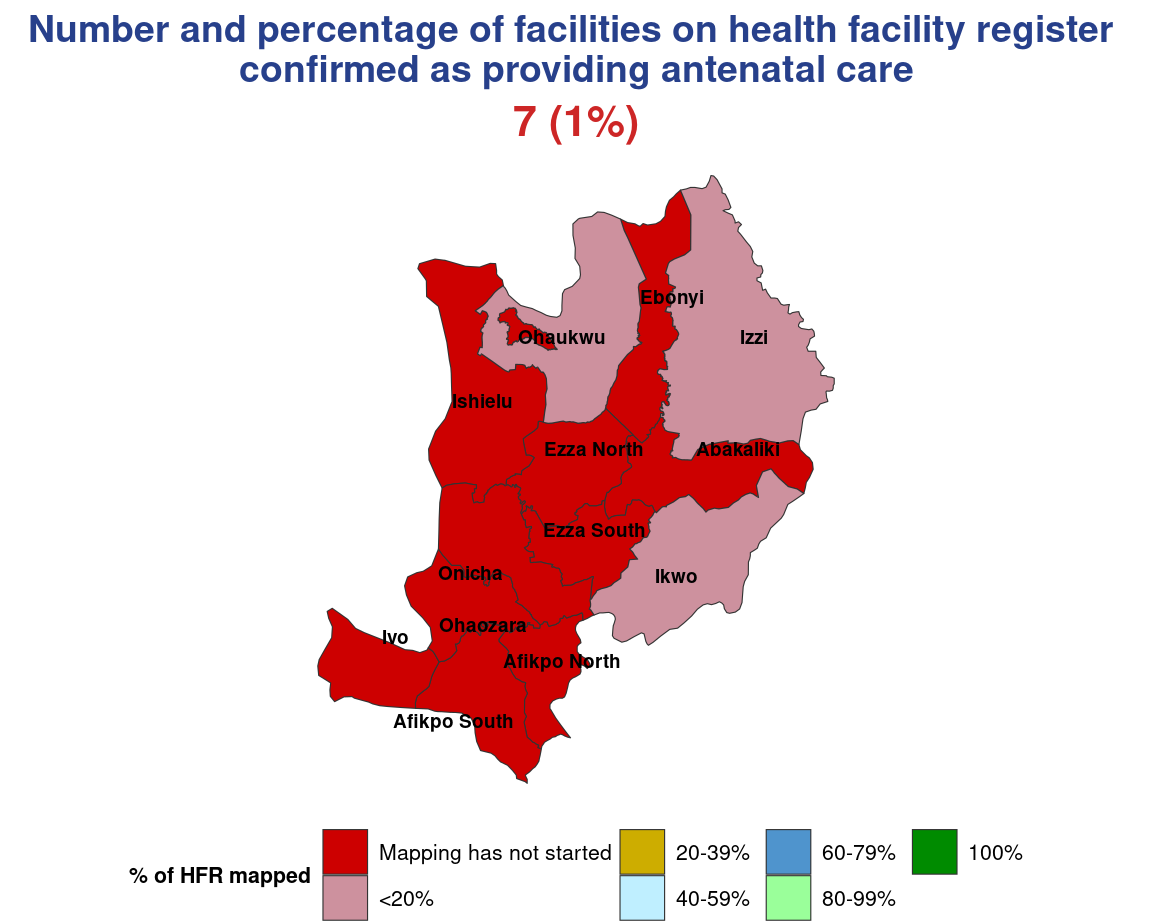 Number and percentage of facilities on health facility register
confirmed as providing antenatal care
7 (1%)
Ebonyi
Ohaukwu
Izzi
Ishielu
Ezza North
Abakaliki
Ezza South
Onicha
Ikwo
Ohaozara
Ivo
Afikpo North
Afikpo South
% of HFR mapped
Mapping has not started
<20%
20-39%
40-59%
60-79%
80-99%
100%